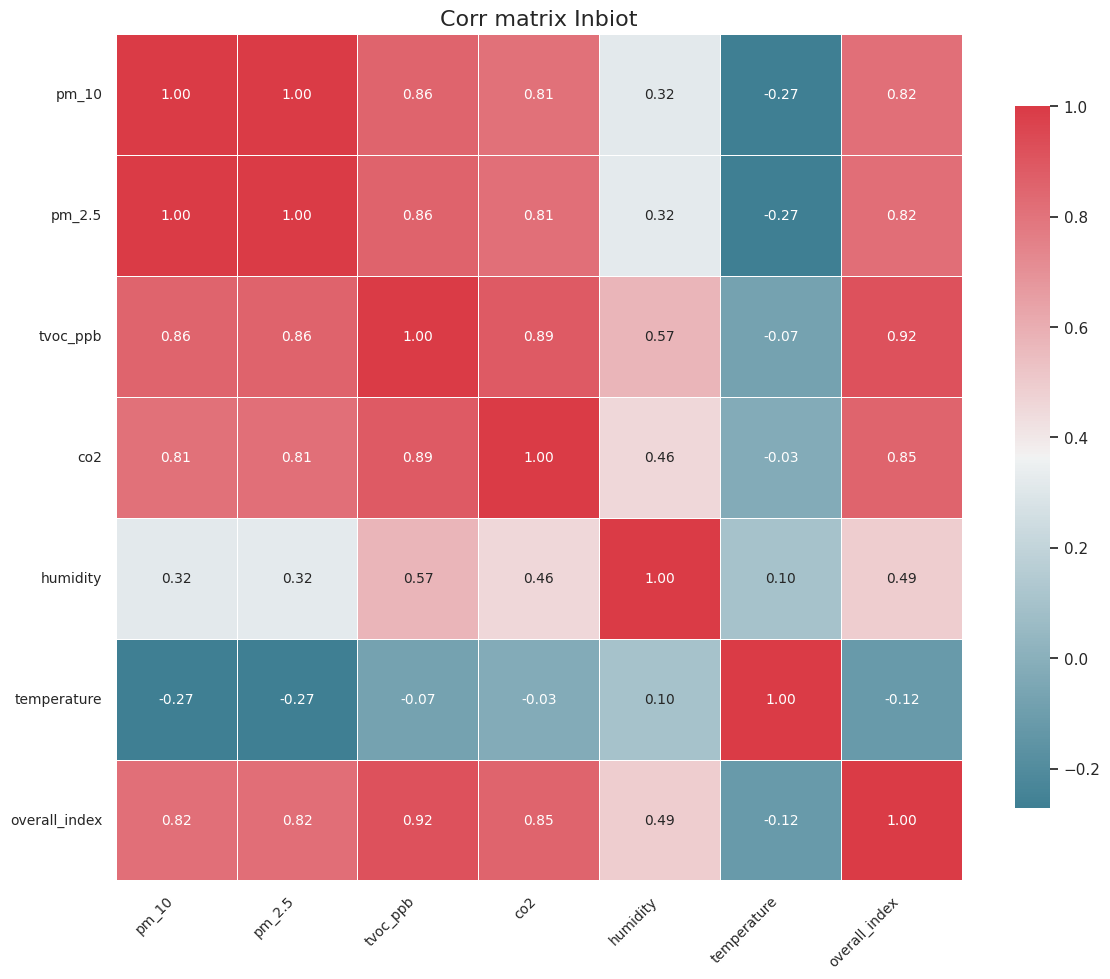 Corr matrix Inbiot
pm_10 1.00 1.00 0.86 0.81 0.32 -0.27 0.82
pm_2.5 1.00 1.00 0.86 0.81 0.32 -0.27 0.82
tvoc_ppb 0.86 0.86 1.00 0.89 0.57 -0.07 0.92
co2 0.81 0.81 0.89 1.00 0.46 -0.03 0.85
humidity 0.32 0.32 0.57 0.46 1.00 0.10 0.49
temperature -0.27 -0.27 -0.07 -0.03 0.10 1.00 -0.12
overall_index 0.82 0.82 0.92 0.85 0.49 -0.12 1.00
pm_10 pm_2.5 tvoc_ppb co2 humidity temperature overall_index
1.0
0.8
0.6
0.4
0.2
0.0
−0.2